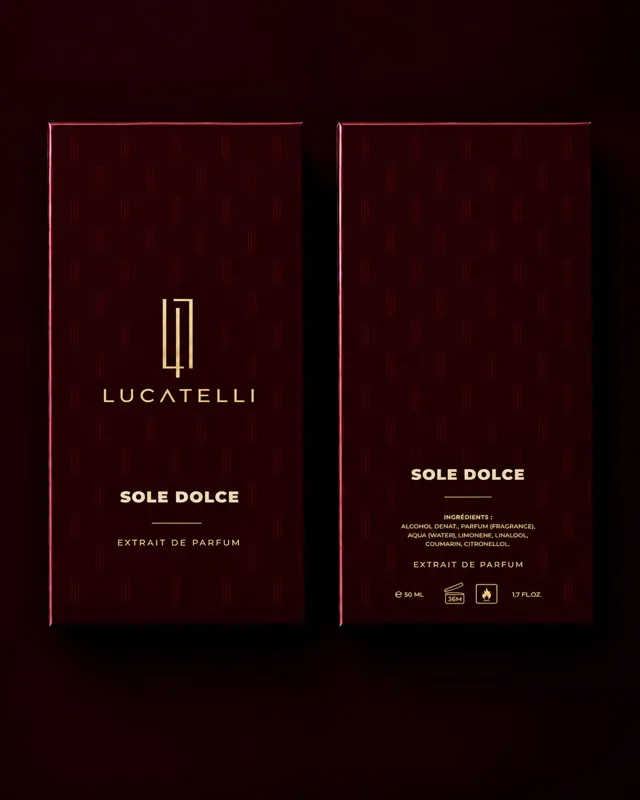 LUCATELLI
SOLE DOLCE
EXTRAIT DE PARFUM
SOLE DOLCE
INGRÉDIENTS :
ALCOHOL DENAT., PARFUM (FRAGRANCE),
AQUA (WATER), LIMONENE, LINALOOL,
COUMARIN, CITRONELLOL.
EXTRAIT DE PARFUM
℮ 50 ML 36M 1,7 FL.OZ.